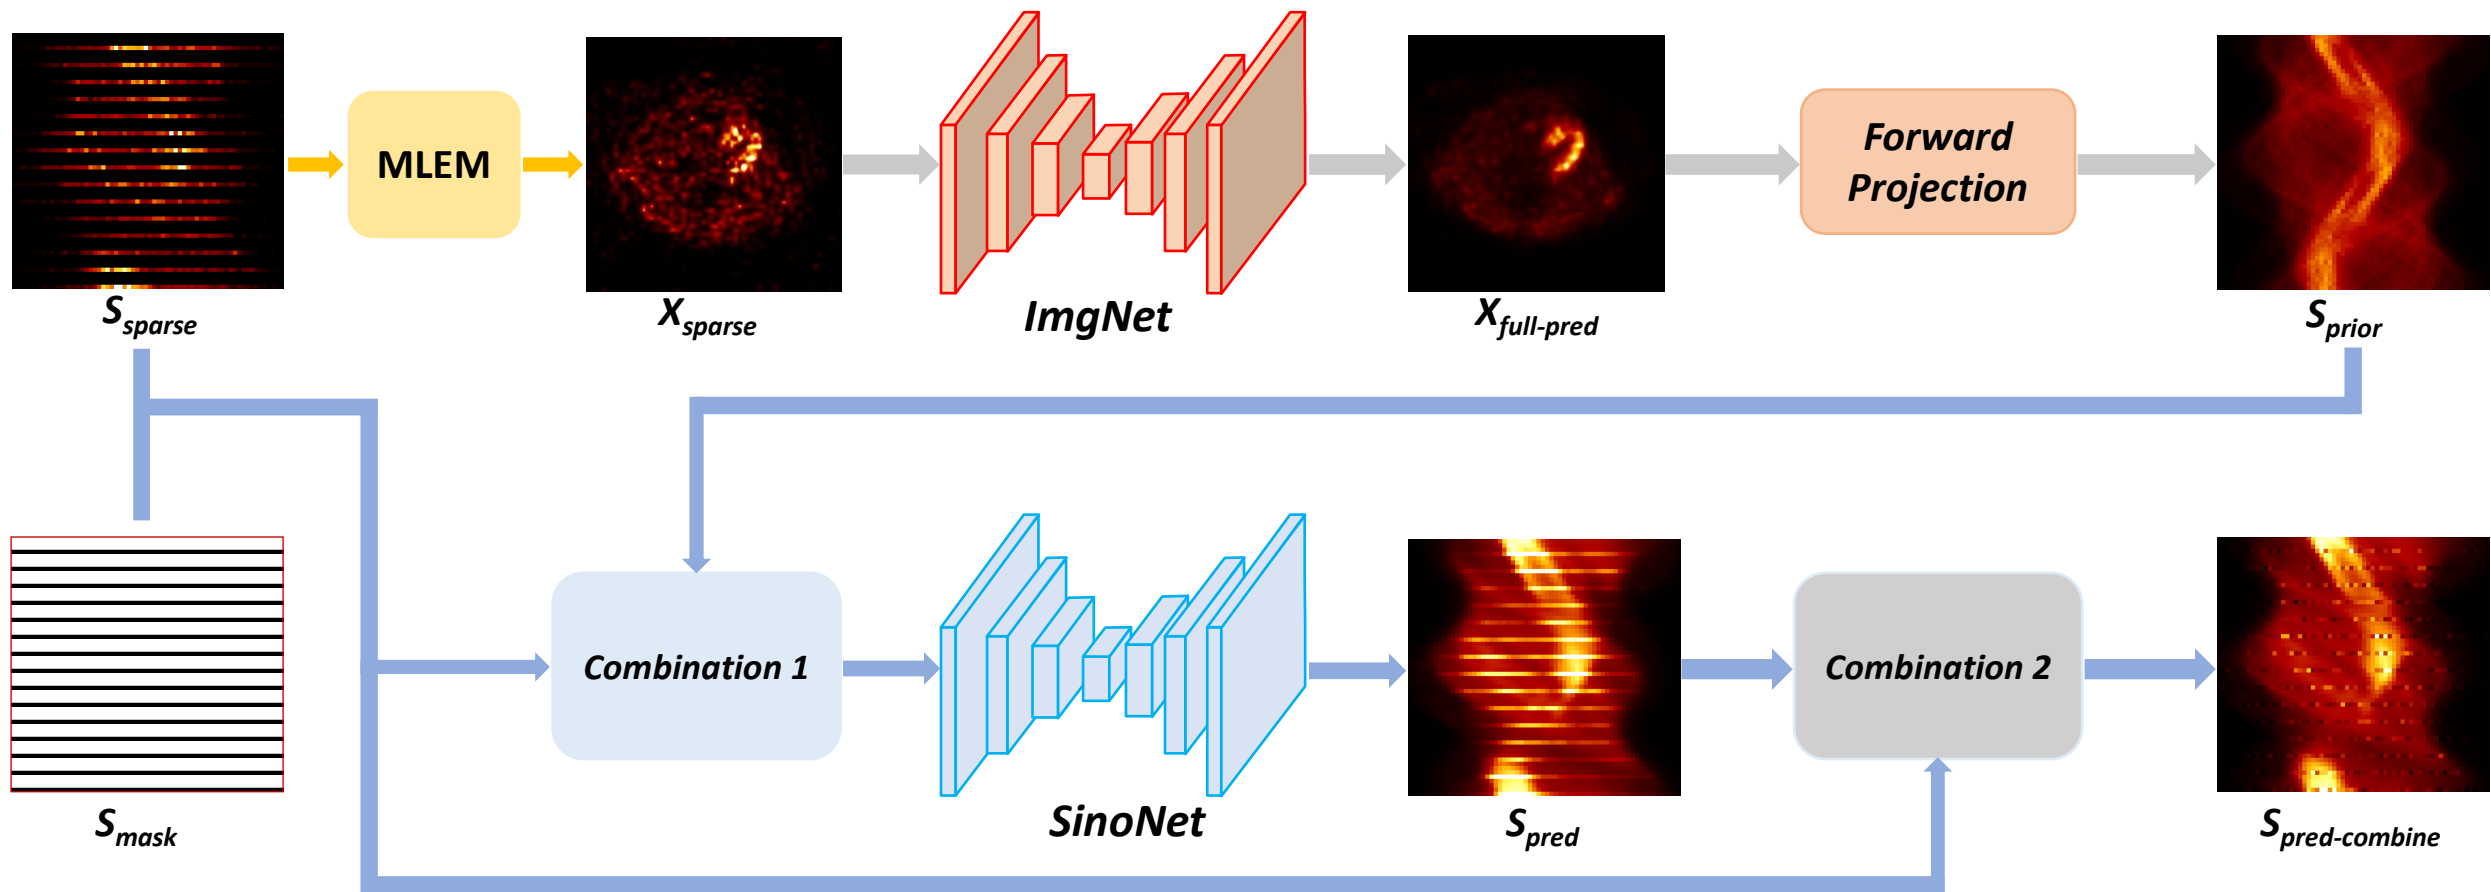 MLEM
Forward
Projection
S_sparse
X_sparse
ImgNet
X_full-pred
S_prior
Combination 1
Combination 2
S_mask
SinoNet
S_pred
S_pred-combine